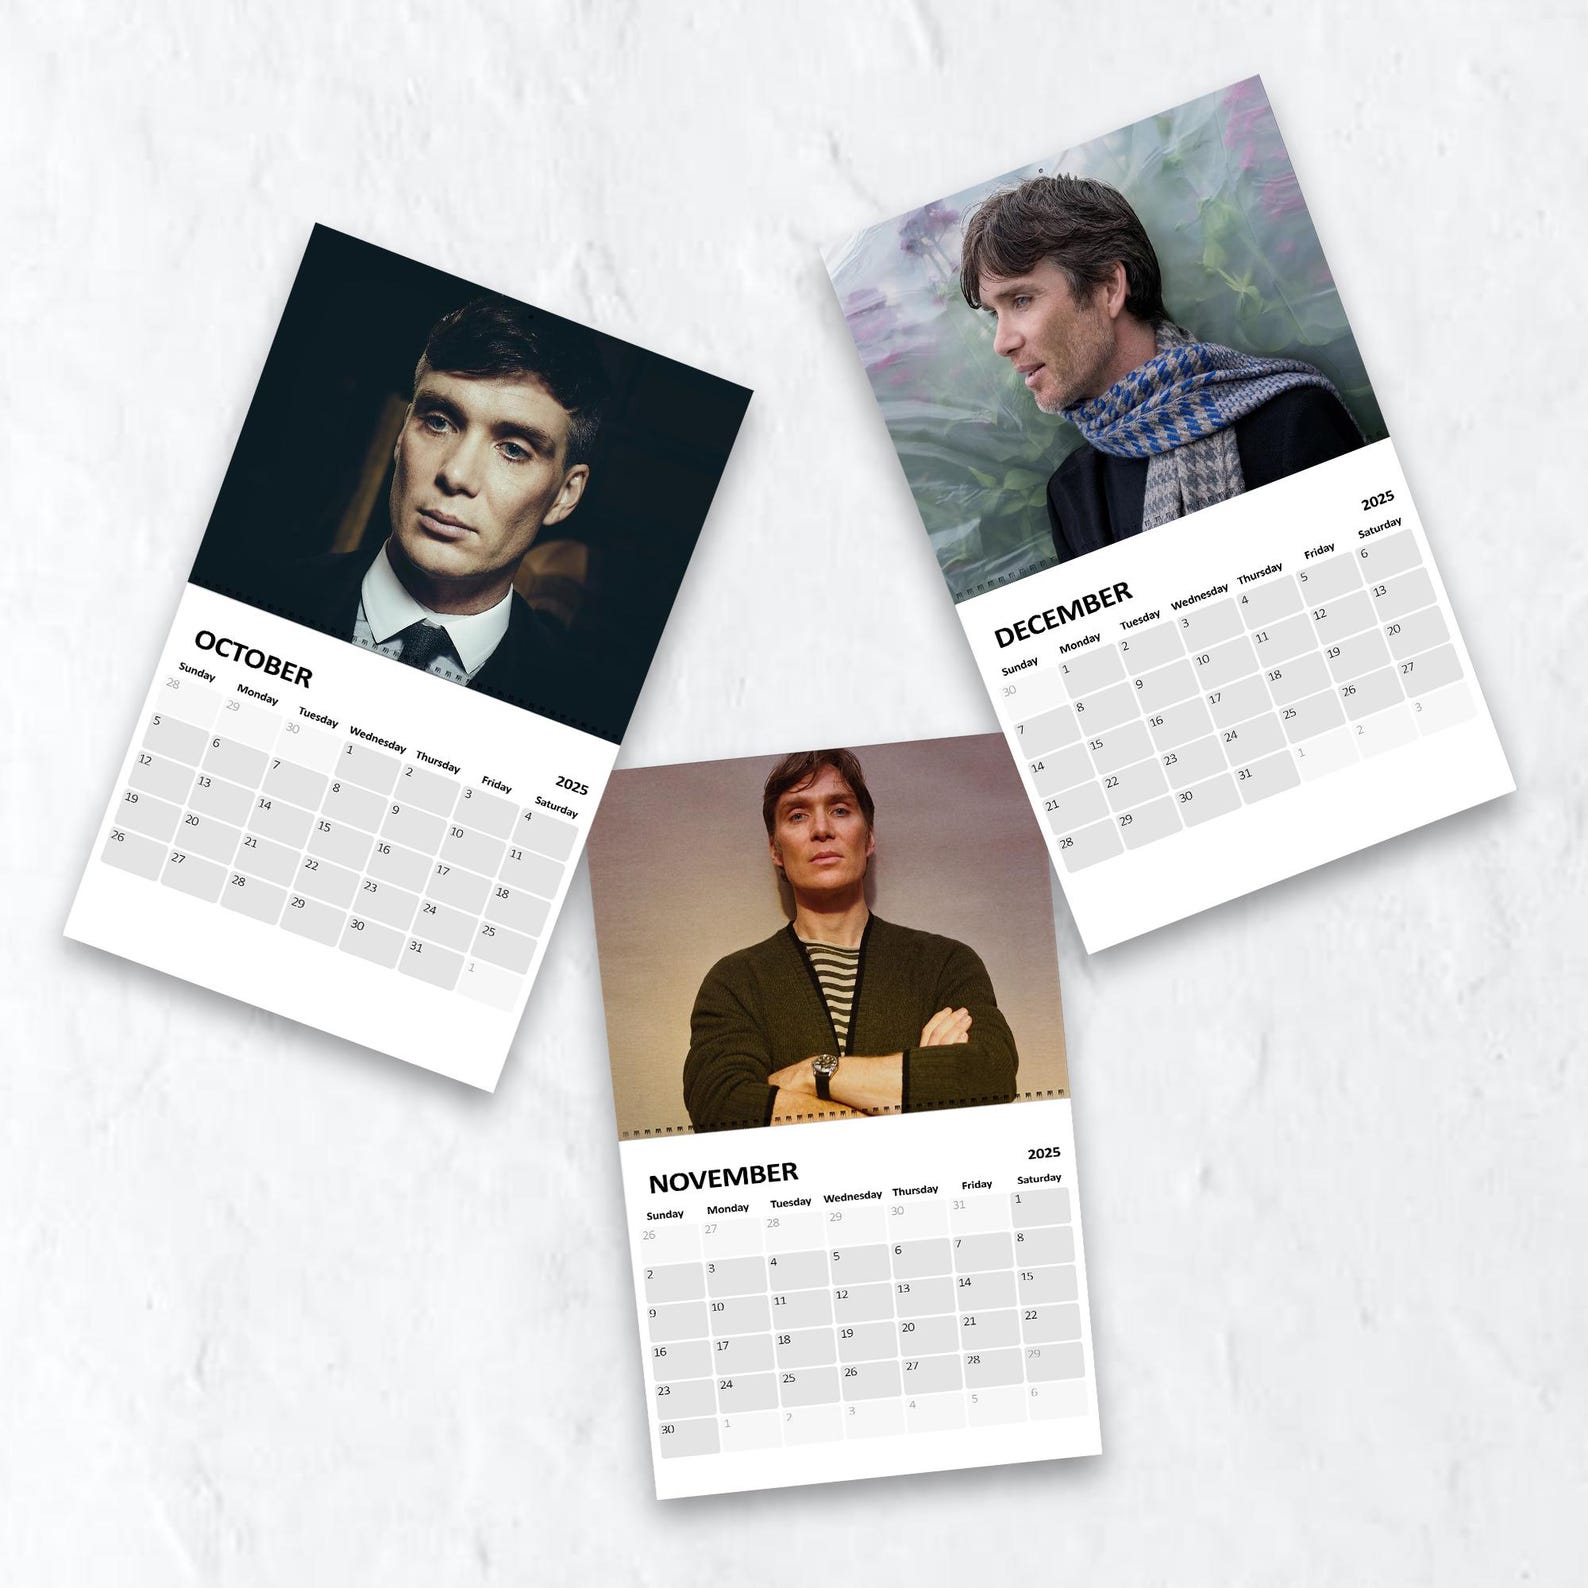 OCTOBER
2025
Sunday Monday Tuesday Wednesday Thursday Friday Saturday
28 29 30 1 2 3 4
5 6 7 8 9 10 11
12 13 14 15 16 17 18
19 20 21 22 23 24 25
26 27 28 29 30 31 1
DECEMBER
2025
Sunday Monday Tuesday Wednesday Thursday Friday Saturday
30 1 2 3 4 5 6
7 8 9 10 11 12 13
14 15 16 17 18 19 20
21 22 23 24 25 26 27
28 29 30 31 1 2 3
NOVEMBER
2025
Sunday Monday Tuesday Wednesday Thursday Friday Saturday
26 27 28 29 30 31 1
2 3 4 5 6 7 8
9 10 11 12 13 14 15
16 17 18 19 20 21 22
23 24 25 26 27 28 29
30 1 2 3 4 5 6